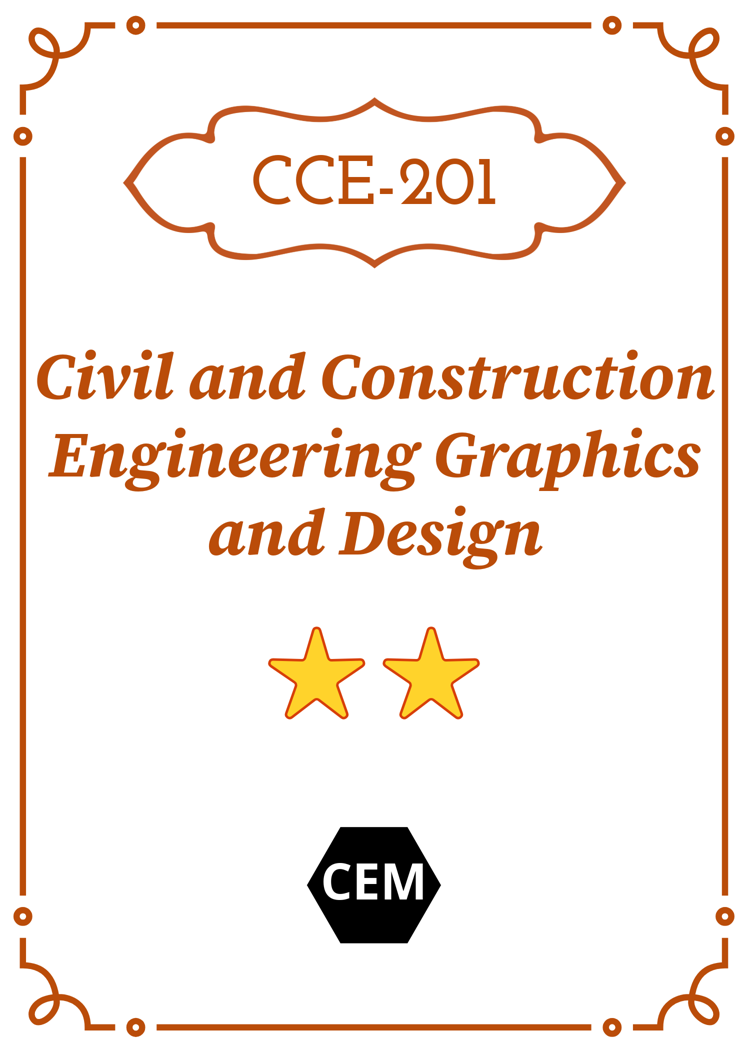 CCE-201
Civil and Construction
Engineering Graphics
and Design
CEM